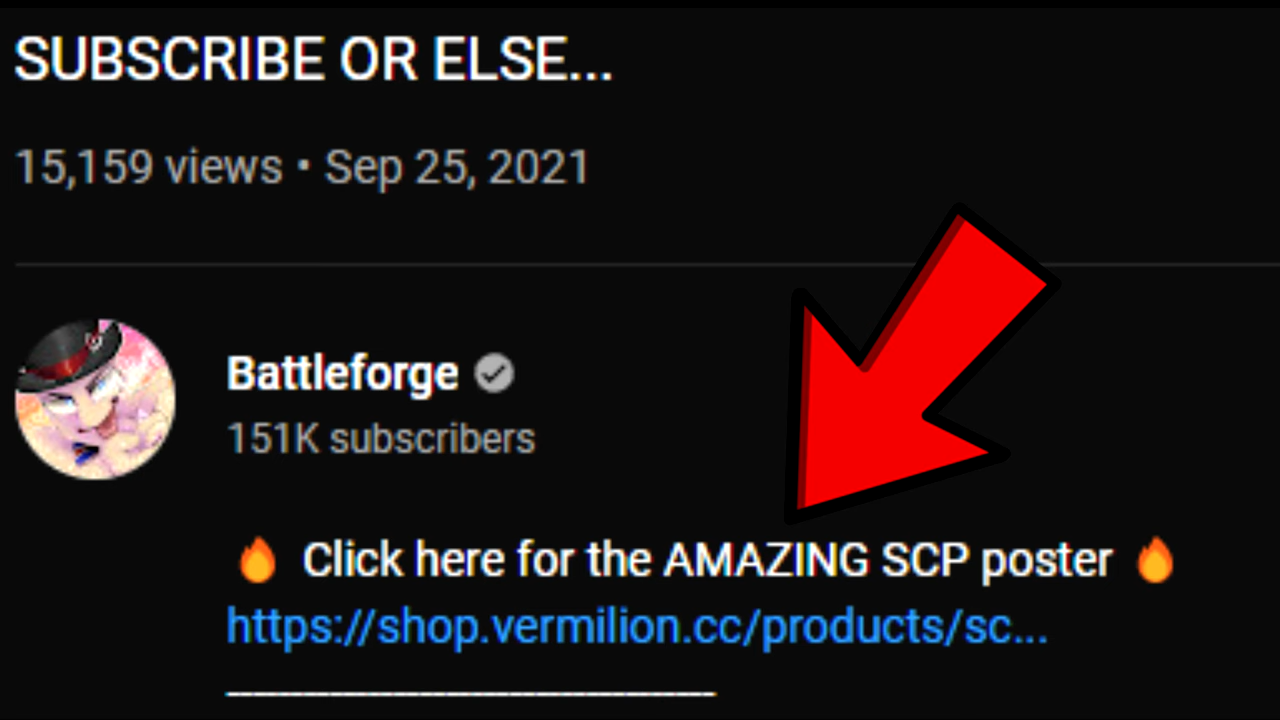 SUBSCRIBE OR ELSE...
15,159 views • Sep 25, 2021
Battleforge
151K subscribers
🔥 Click here for the AMAZING SCP poster 🔥
https://shop.vermilion.cc/products/sc...